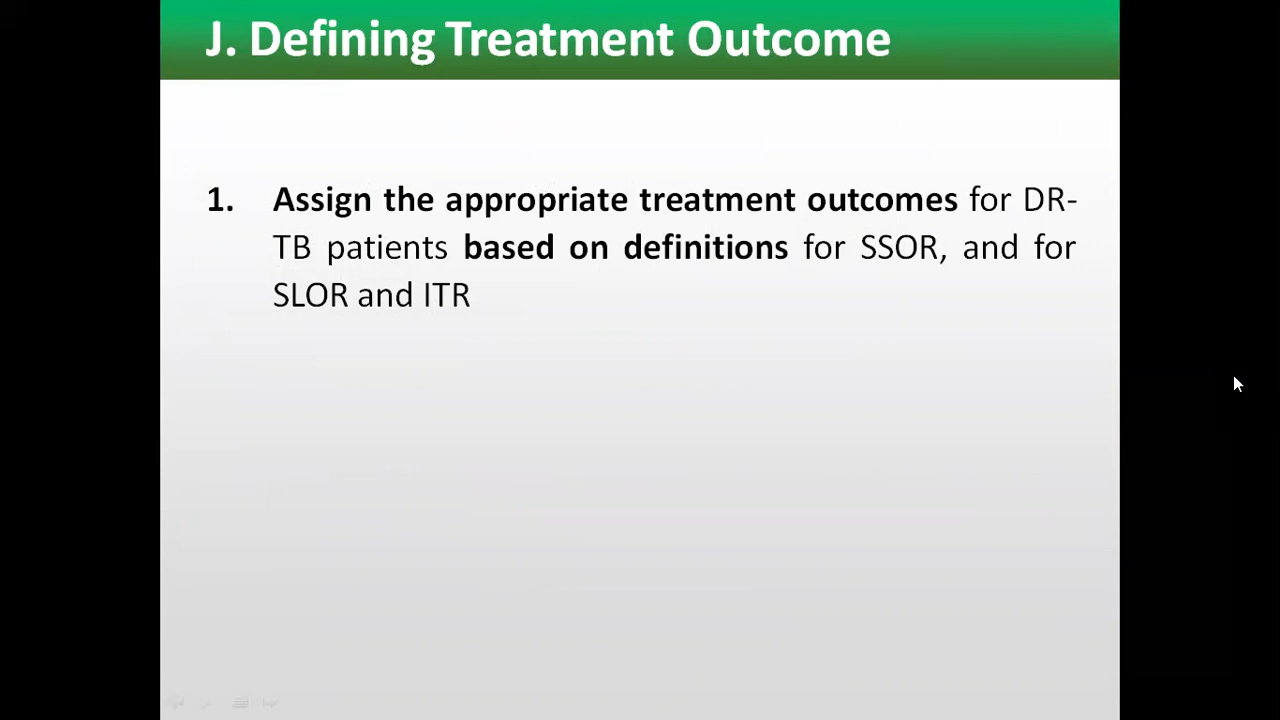 J. Defining Treatment Outcome
1. Assign the appropriate treatment outcomes for DR-
TB patients based on definitions for SSOR, and for
SLOR and ITR